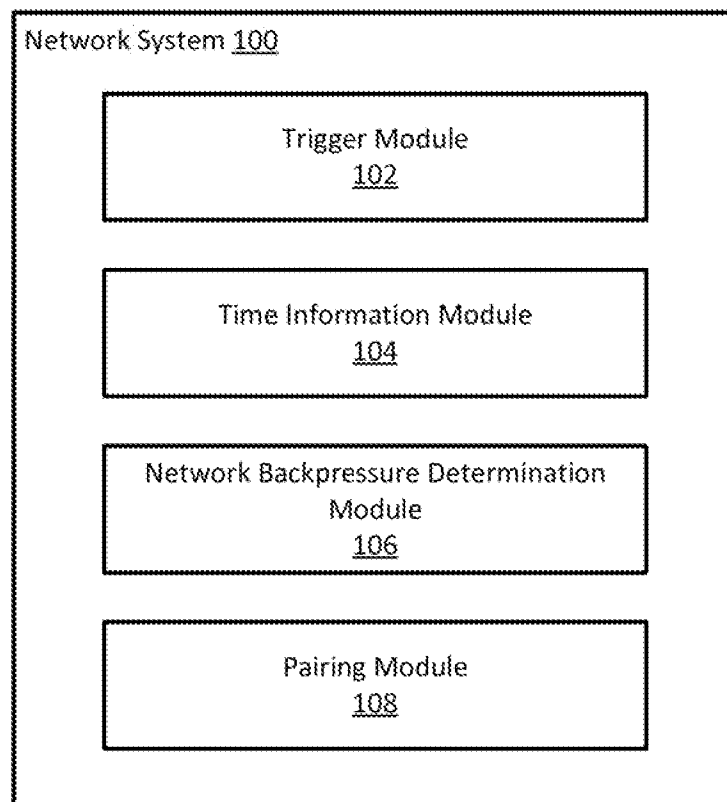 Network System 100
Trigger Module
102
Time Information Module
104
Network Backpressure Determination
Module
106
Pairing Module
108